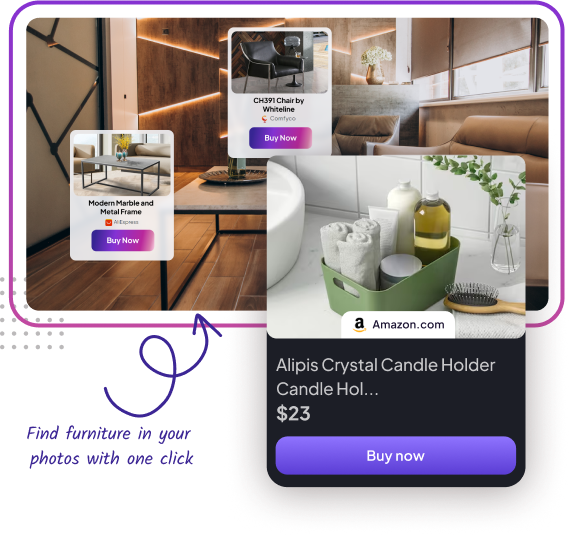 CH391 Chair by
Whiteline
Comfyco
Buy Now
Modern Marble and
Metal Frame
AliExpress
Buy Now
a Amazon.com
Alipis Crystal Candle Holder
Candle Hol...
$23
Buy now
Find furniture in your
photos with one click